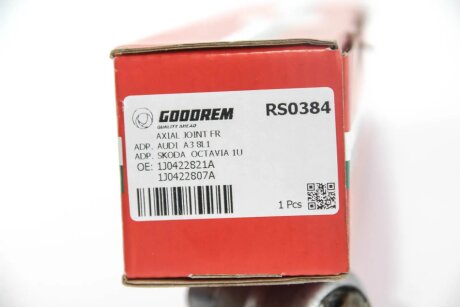 GOODREM
QUALITY AHEAD
RS0384
AXIAL JOINT FR
ADP. AUDI A3 8L1
ADP. SKODA OCTAVIA 1U
OE: 1J0422821A
1J0422807A
1 Pcs